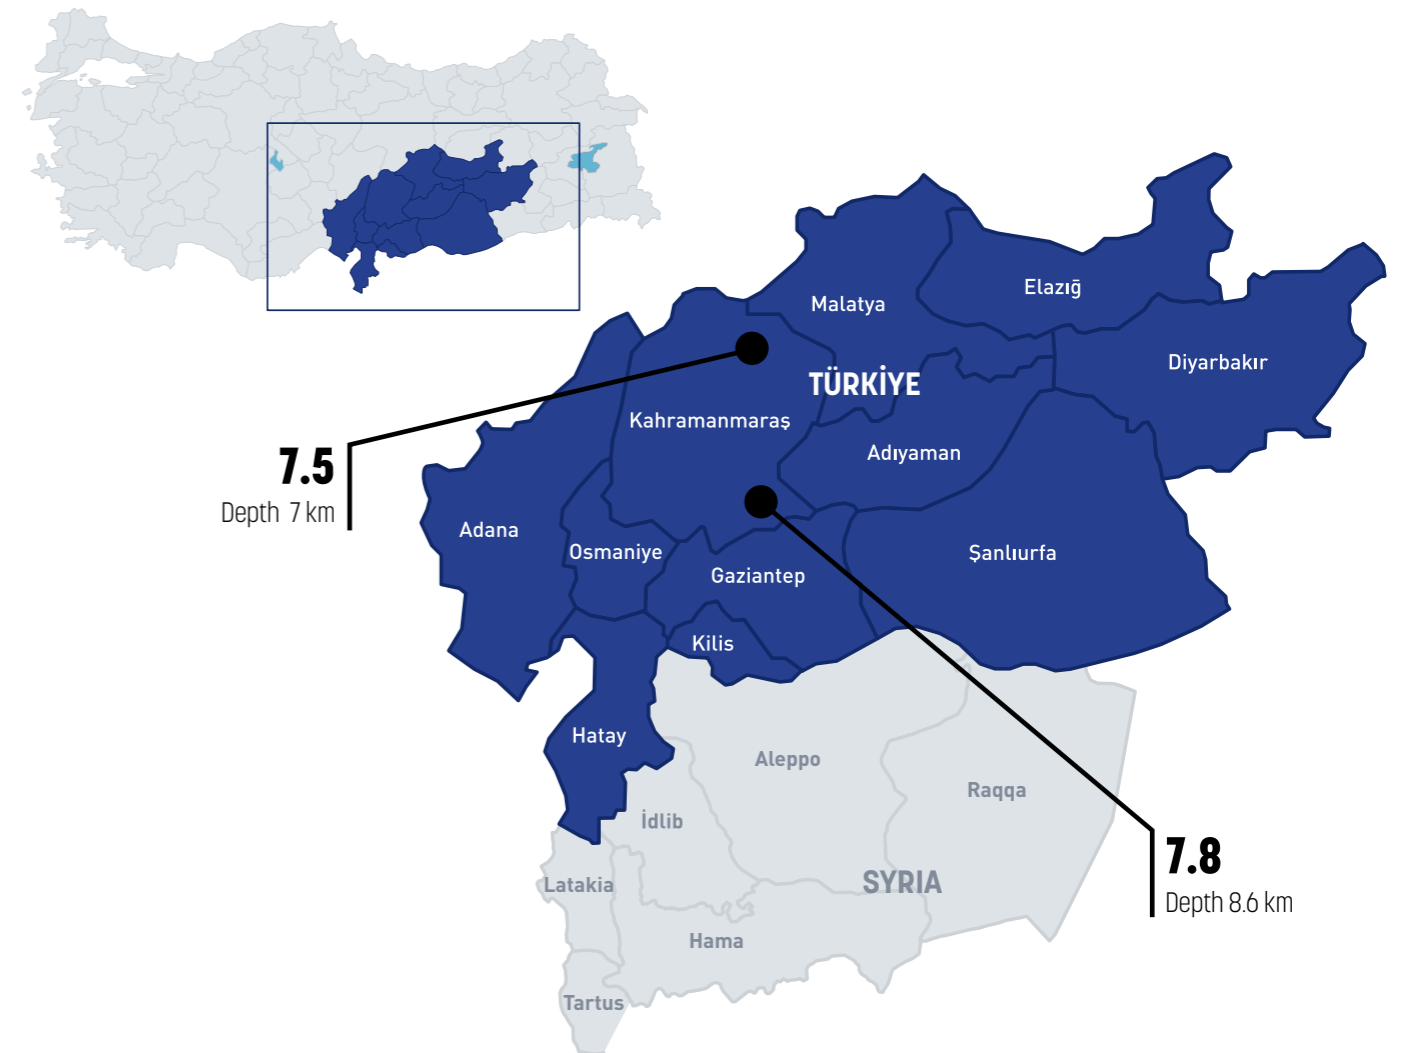 Malatya
Elazığ
Diyarbakır
TÜRKİYE
Kahramanmaraş
Adıyaman
7.5
Depth 7 km
Adana
Osmaniye
Gaziantep
Şanlıurfa
Kilis
Hatay
Aleppo
Raqqa
İdlib
7.8
Depth 8.6 km
SYRIA
Latakia
Hama
Tartus